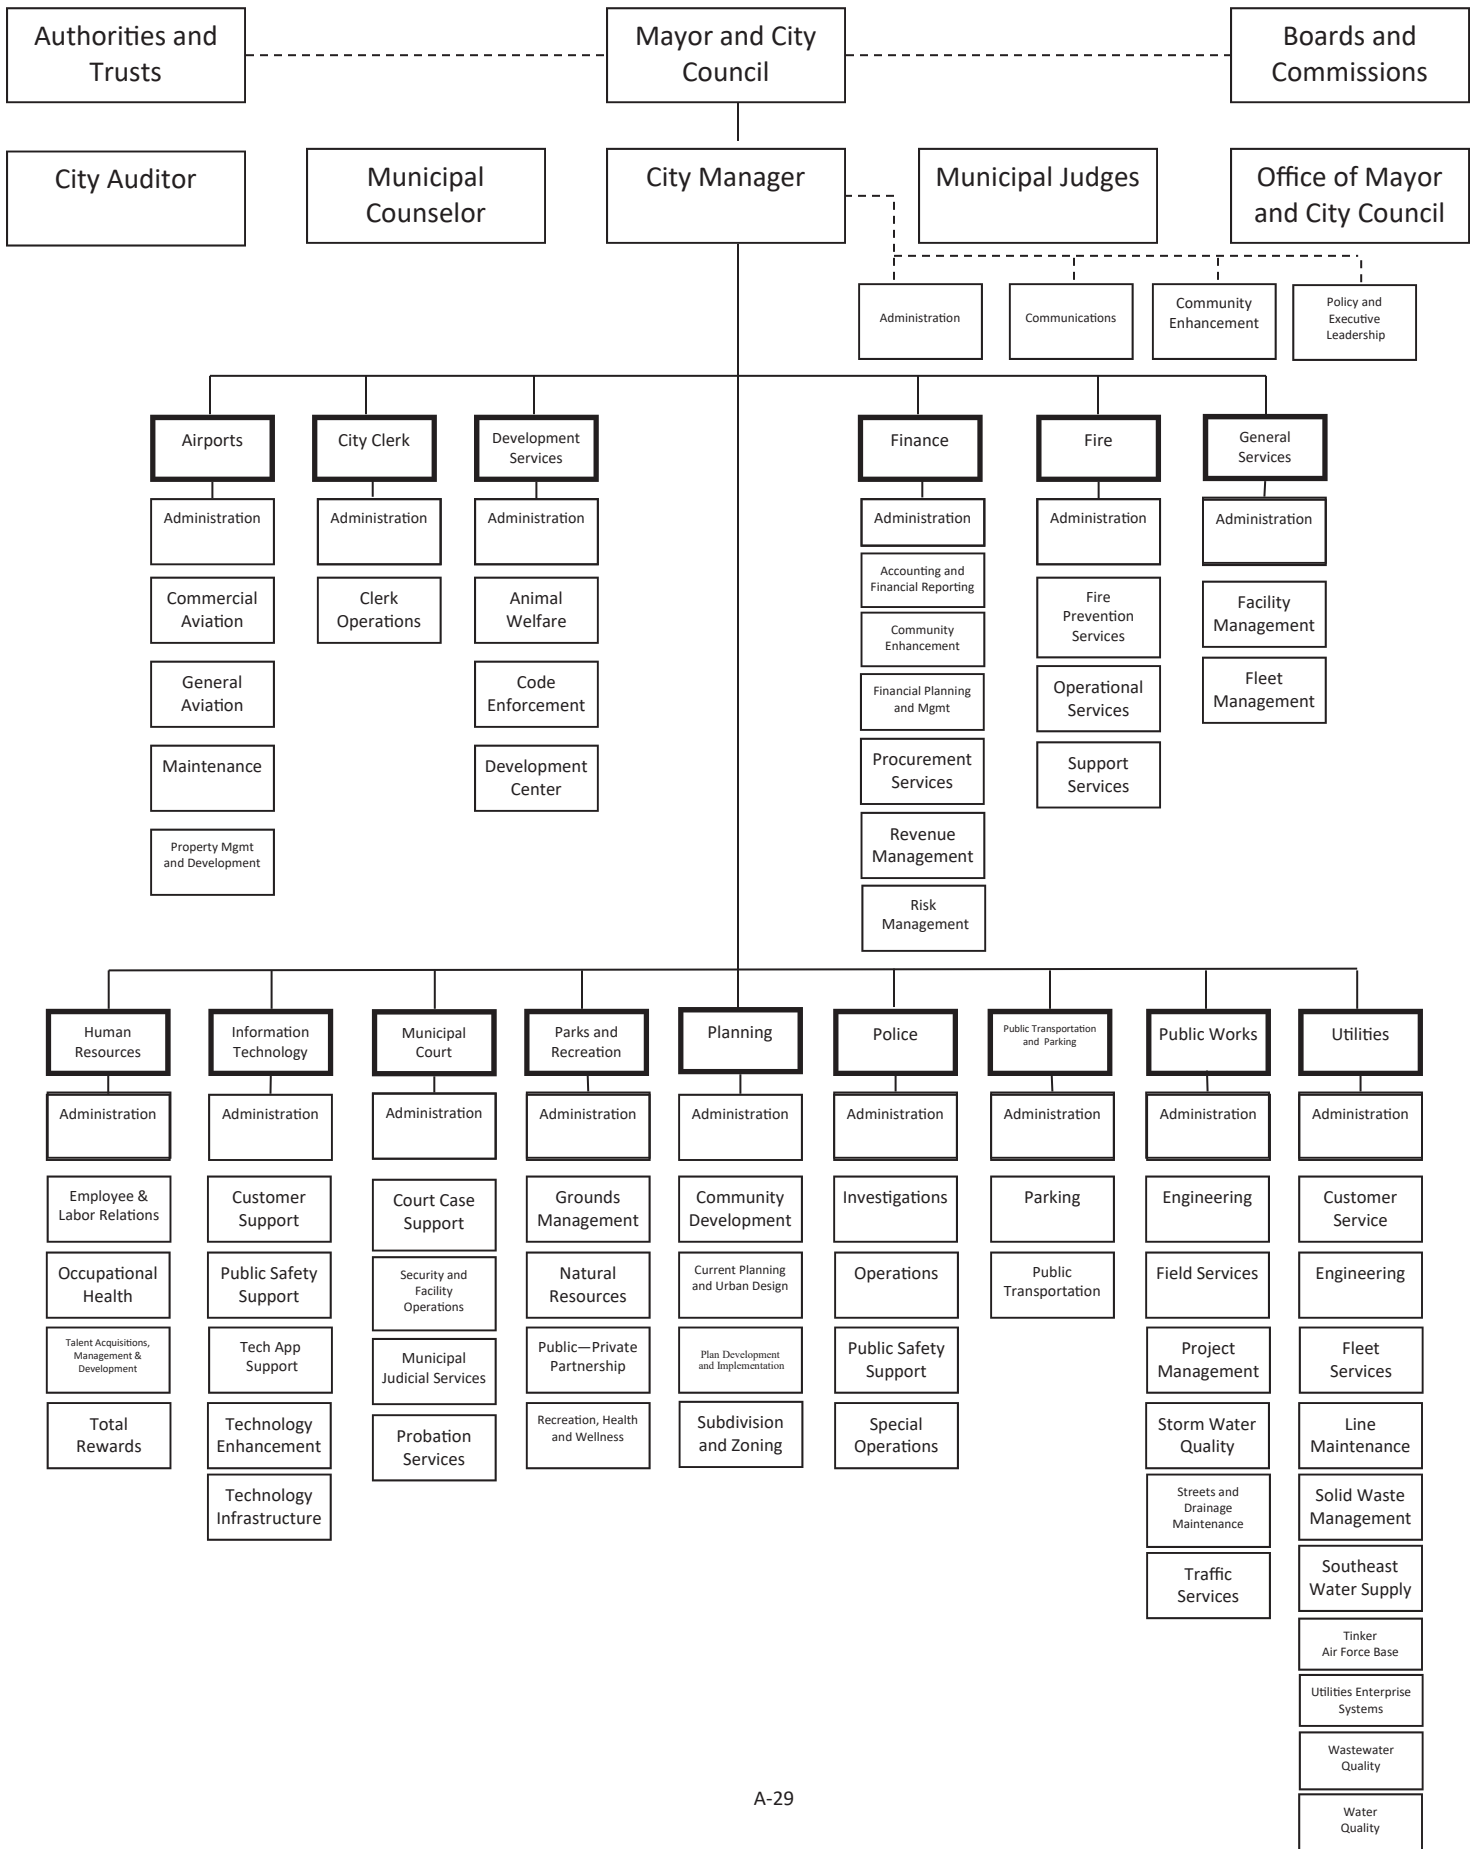 Authorities and
Trusts
Mayor and City
Council
Boards and
Commissions
City Auditor
Municipal
Counselor
City Manager
Municipal Judges
Office of Mayor
and City Council
Administration
Communications
Community
Enhancement
Policy and
Executive
Leadership
Airports
City Clerk
Development
Services
Finance
Fire
General
Services
Administration
Commercial
Aviation
General
Aviation
Maintenance
Property Mgmt
and Development
Administration
Clerk
Operations
Administration
Animal
Welfare
Code
Enforcement
Development
Center
Administration
Accounting and
Financial Reporting
Community
Enhancement
Financial Planning
and Mgmt
Procurement
Services
Revenue
Management
Risk
Management
Administration
Fire
Prevention
Services
Operational
Services
Support
Services
Administration
Facility
Management
Fleet
Management
Human
Resources
Information
Technology
Municipal
Court
Parks and
Recreation
Planning
Police
Public Transportation
and Parking
Public Works
Utilities
Administration
Employee &
Labor Relations
Occupational
Health
Talent Acquisitions,
Management &
Development
Total
Rewards
Administration
Customer
Support
Public Safety
Support
Tech App
Support
Technology
Enhancement
Technology
Infrastructure
Administration
Court Case
Support
Security and
Facility
Operations
Municipal
Judicial Services
Probation
Services
Administration
Grounds
Management
Natural
Resources
Public—Private
Partnership
Recreation, Health
and Wellness
Administration
Community
Development
Current Planning
and Urban Design
Plan Development
and Implementation
Subdivision
and Zoning
Administration
Investigations
Operations
Public Safety
Support
Special
Operations
Administration
Parking
Public
Transportation
Administration
Engineering
Field Services
Project
Management
Storm Water
Quality
Streets and
Drainage
Maintenance
Traffic
Services
Administration
Customer
Service
Engineering
Fleet
Services
Line
Maintenance
Solid Waste
Management
Southeast
Water Supply
Tinker
Air Force Base
Utilities Enterprise
Systems
Wastewater
Quality
Water
Quality
A-29